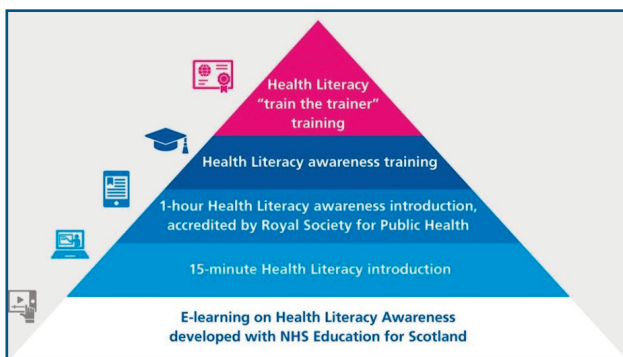 Health Literacy
“train the trainer”
training
Health Literacy awareness training
1-hour Health Literacy awareness introduction,
accredited by Royal Society for Public Health
15-minute Health Literacy introduction
E-learning on Health Literacy Awareness
developed with NHS Education for Scotland